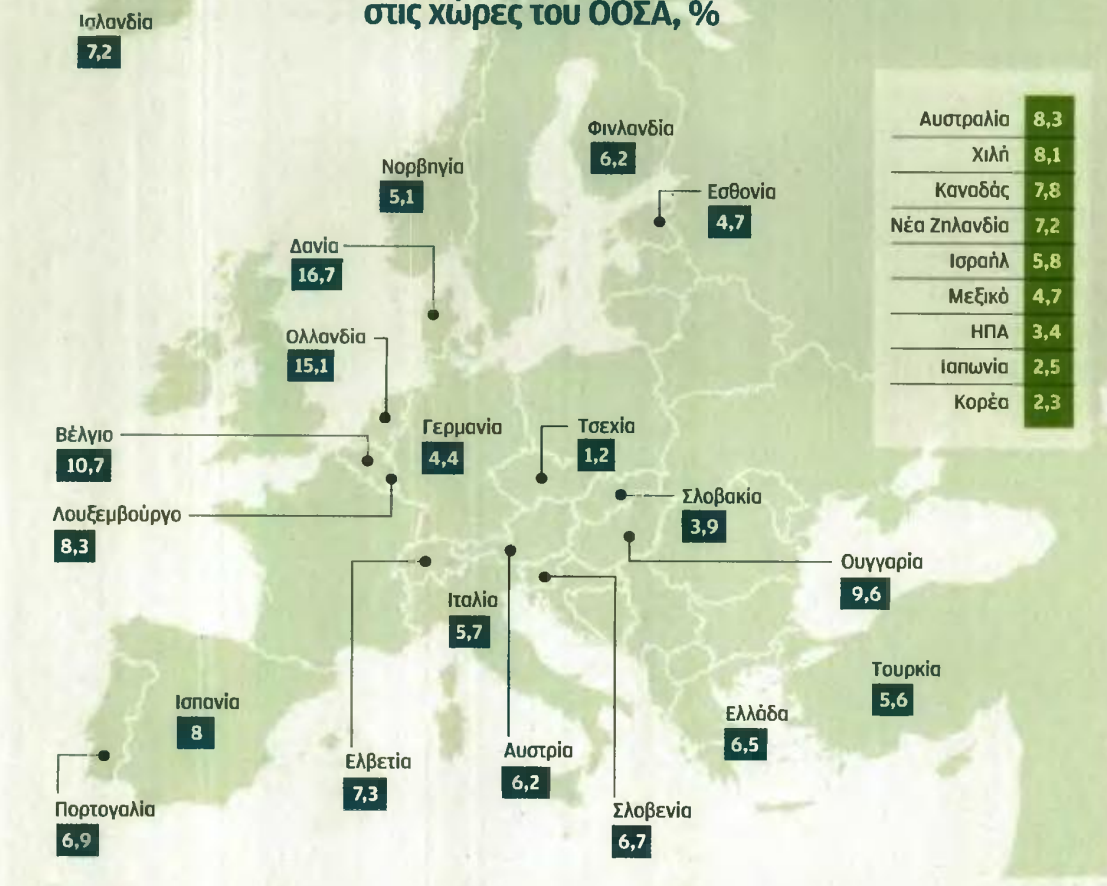 στις χώρες του ΟΟΣΑ, %
Ισλανδία
7,2
Φινλανδία
6,2
Νορβηγία
5,1
Εσθονία
4,7
Δανία
16,7
Ολλανδία
15,1
Βέλγιο
10,7
Γερμανία
4,4
Τσεχία
1,2
Λουξεμβούργο
8,3
Σλοβακία
3,9
Ουγγαρία
9,6
Ιταλία
5,7
Τουρκία
5,6
Ισπανία
8
Ελλάδα
6,5
Ελβετία
7,3
Αυστρία
6,2
Πορτογαλία
6,9
Σλοβενία
6,7
Αυστραλία 8,3
Χιλή 8,1
Καναδάς 7,8
Νέα Ζηλανδία 7,2
Ισραήλ 5,8
Μεξικό 4,7
ΗΠΑ 3,4
Ιαπωνία 2,5
Κορέα 2,3